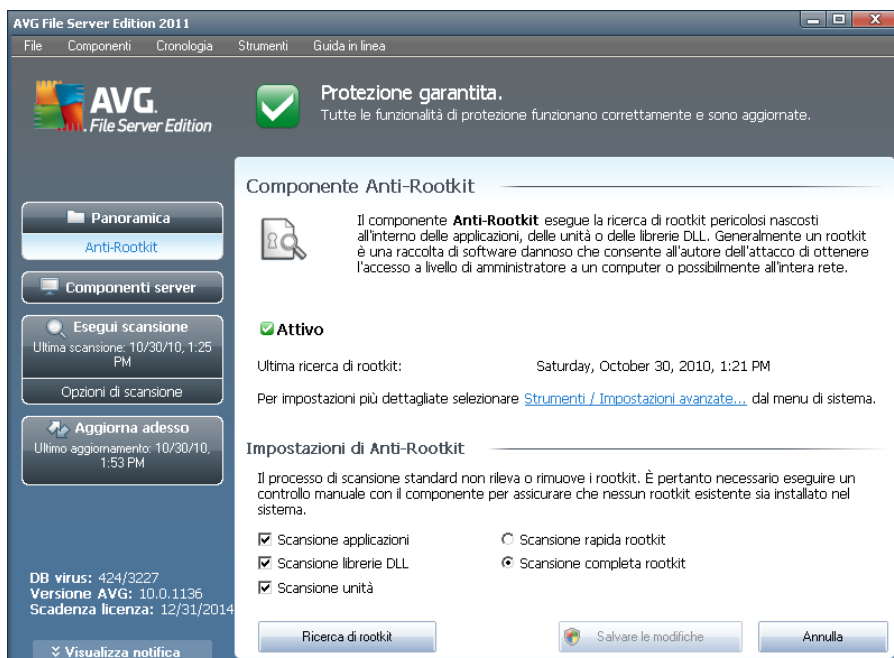 AVG File Server Edition 2011
File Componenti Cronologia Strumenti Guida in linea
AVG.
File Server Edition
Protezione garantita.
Tutte le funzionalità di protezione funzionano correttamente e sono aggiornate.
Panoramica
Anti-Rootkit
Componenti server
Esegui scansione
Ultima scansione: 10/30/10, 1:25
PM
Opzioni di scansione
Aggiorna adesso
Ultimo aggiornamento: 10/30/10,
1:53 PM
DB virus: 424/3227
Versione AVG: 10.0.1136
Scadenza licenza: 12/31/2014
Visualizza notifica
Componente Anti-Rootkit
Il componente Anti-Rootkit esegue la ricerca di rootkit pericolosi nascosti
all'interno delle applicazioni, delle unità o delle librerie DLL. Generalmente un rootkit
è una raccolta di software dannoso che consente all'autore dell'attacco di ottenere
l'accesso a livello di amministratore a un computer o possibilmente all'intera rete.
Attivo
Ultima ricerca di rootkit: Saturday, October 30, 2010, 1:21 PM
Per impostazioni più dettagliate selezionare Strumenti / Impostazioni avanzate... dal menu di sistema.
Impostazioni di Anti-Rootkit
Il processo di scansione standard non rileva o rimuove i rootkit. È pertanto necessario eseguire un
controllo manuale con il componente per assicurare che nessun rootkit esistente sia installato nel
sistema.
Scansione applicazioni
Scansione librerie DLL
Scansione unità
Scansione rapida rootkit
Scansione completa rootkit
Ricerca di rootkit
Salvare le modifiche
Annulla